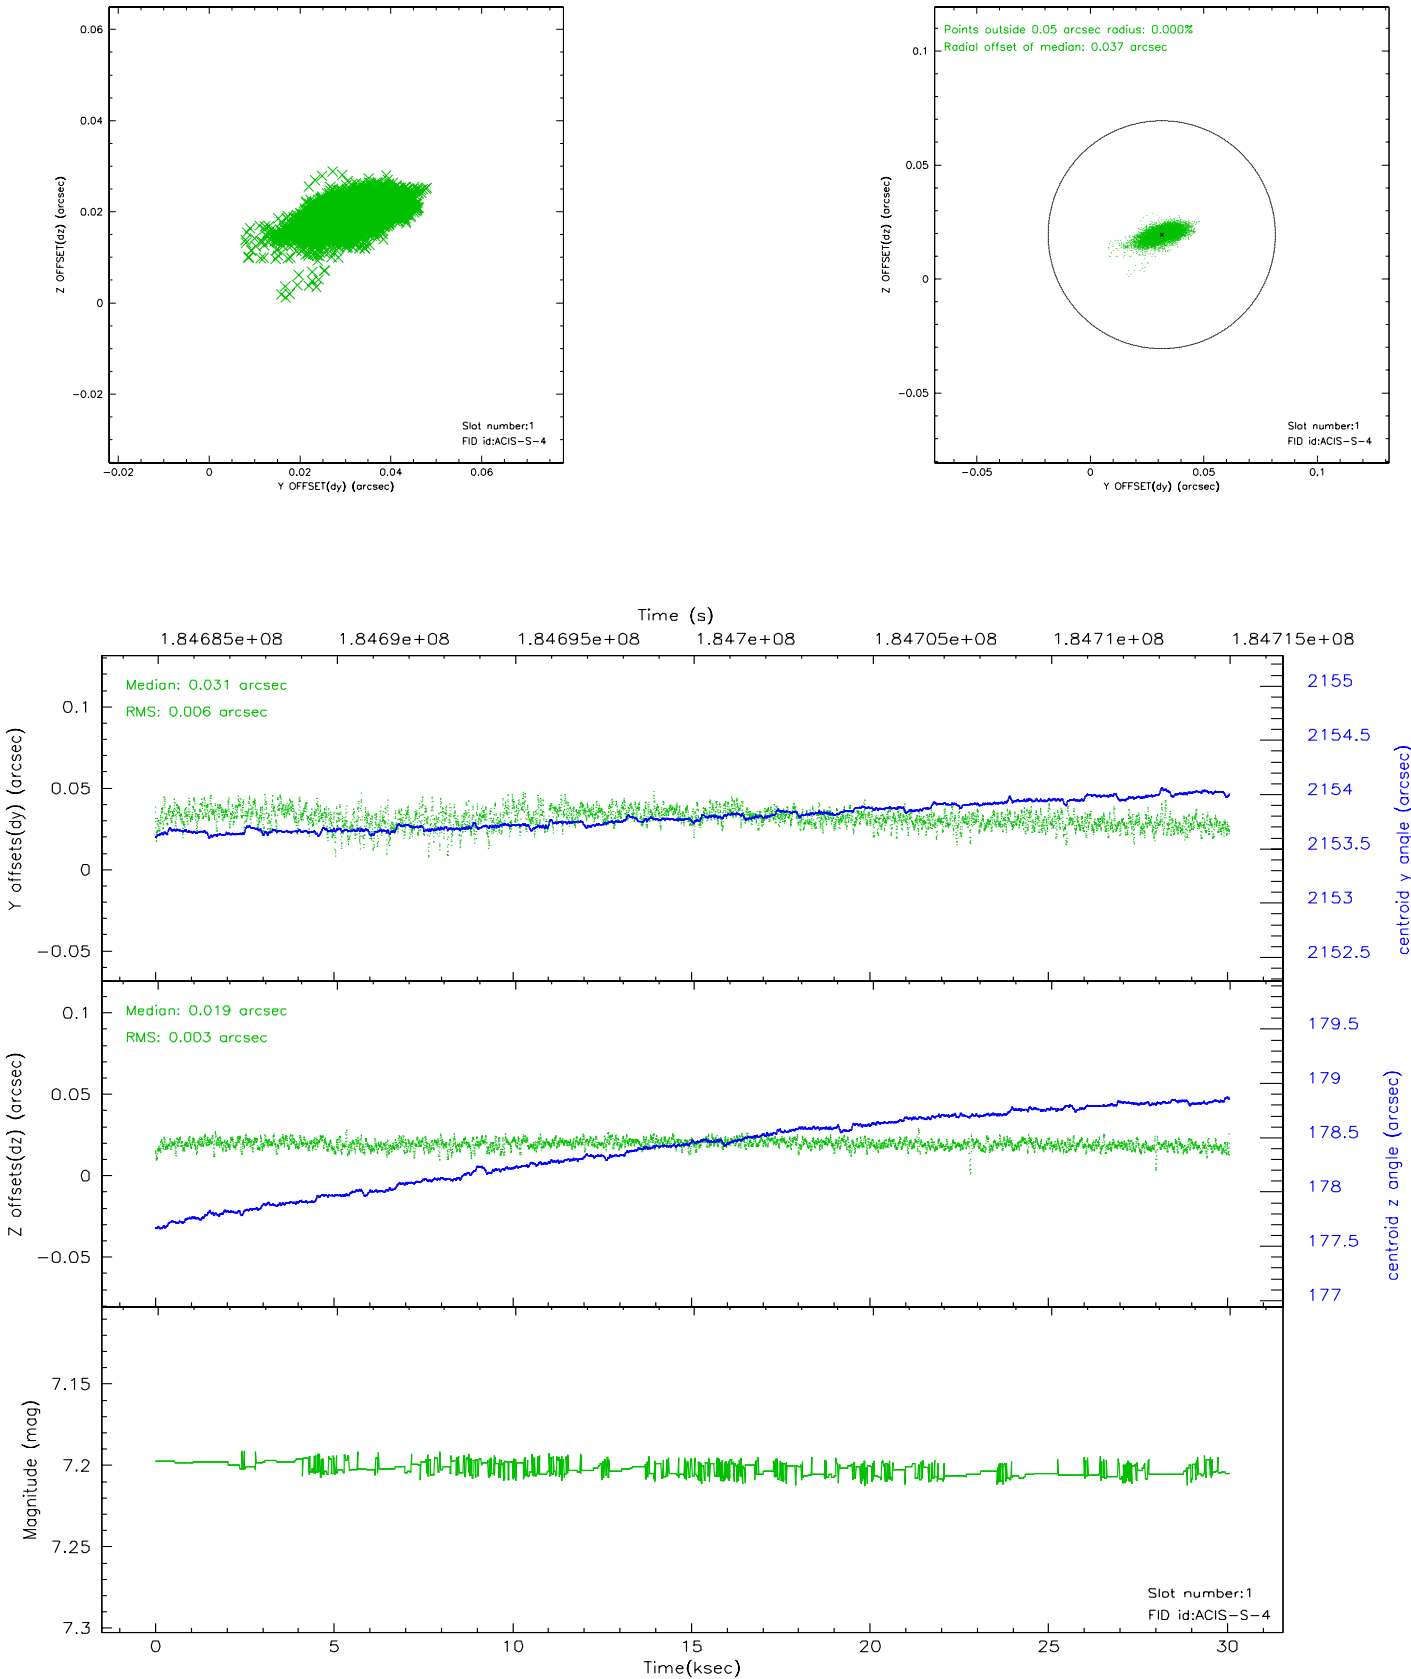 0.06
0.04
0.02
0
−0.02
Z OFFSET(dz) (arcsec)
Slot number:1
FID id:ACIS−S−4
−0.02 0 0.02 0.04 0.06
Y OFFSET(dy) (arcsec)
Points outside 0.05 arcsec radius: 0.000%
Radial offset of median: 0.037 arcsec
0.1
0.05
0
−0.05
Z OFFSET(dz) (arcsec)
Slot number:1
FID id:ACIS−S−4
−0.05 0 0.05 0.1
Y OFFSET(dy) (arcsec)
Time (s)
1.84685e+08 1.8469e+08 1.84695e+08 1.847e+08 1.84705e+08 1.84711e+08 1.84715e+08
Median: 0.031 arcsec
RMS: 0.006 arcsec
0.1
0.05
0
−0.05
Y offsets(dy) (arcsec)
2155
2154.5
2154
2153.5
2153
2152.5
centroid y angle (arcsec)
Median: 0.019 arcsec
RMS: 0.003 arcsec
0.1
0.05
0
−0.05
Z offsets(dz) (arcsec)
179.5
179
178.5
178
177.5
177
centroid z angle (arcsec)
7.15
7.2
7.25
7.3
Magnitude (mag)
Slot number:1
FID id:ACIS−S−4
0 5 10 15 20 25 30
Time(ksec)